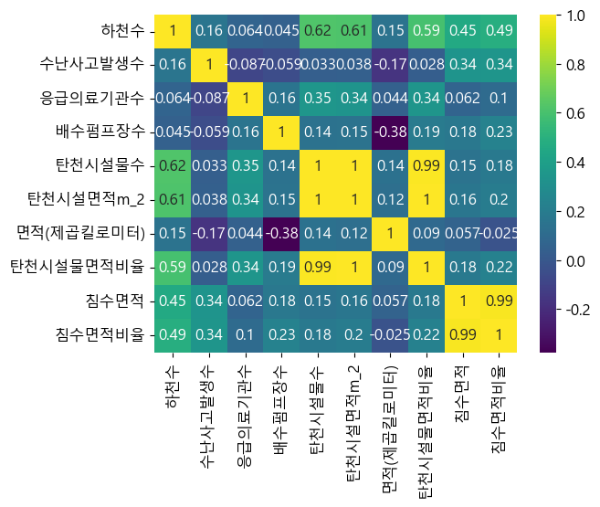 하천수 1 0.16 0.064 0.045 0.62 0.61 0.15 0.59 0.45 0.49
수난사고발생수 0.16 1 -0.087 -0.059 0.033 0.038 -0.17 0.028 0.34 0.34
응급의료기관수 0.064 -0.087 1 0.16 0.35 0.34 0.044 0.34 0.062 0.1
배수펌프장수 0.045 -0.059 0.16 1 0.14 0.15 -0.38 0.19 0.18 0.23
탄천시설물수 0.62 0.033 0.35 0.14 1 1 0.14 0.99 0.15 0.18
탄천시설면적m_2 0.61 0.038 0.34 0.15 1 1 0.12 1 0.16 0.2
면적(제곱킬로미터) 0.15 -0.17 0.044 -0.38 0.14 0.12 1 0.09 0.057 -0.025
탄천시설물면적비율 0.59 0.028 0.34 0.19 0.99 1 0.09 1 0.18 0.22
침수면적 0.45 0.34 0.062 0.18 0.15 0.16 0.057 0.18 1 0.99
침수면적비율 0.49 0.34 0.1 0.23 0.18 0.2 -0.025 0.22 0.99 1
하천수
수난사고발생수
응급의료기관수
배수펌프장수
탄천시설물수
탄천시설면적m_2
면적(제곱킬로미터)
탄천시설물면적비율
침수면적
침수면적비율
1.0
0.8
0.6
0.4
0.2
0.0
-0.2